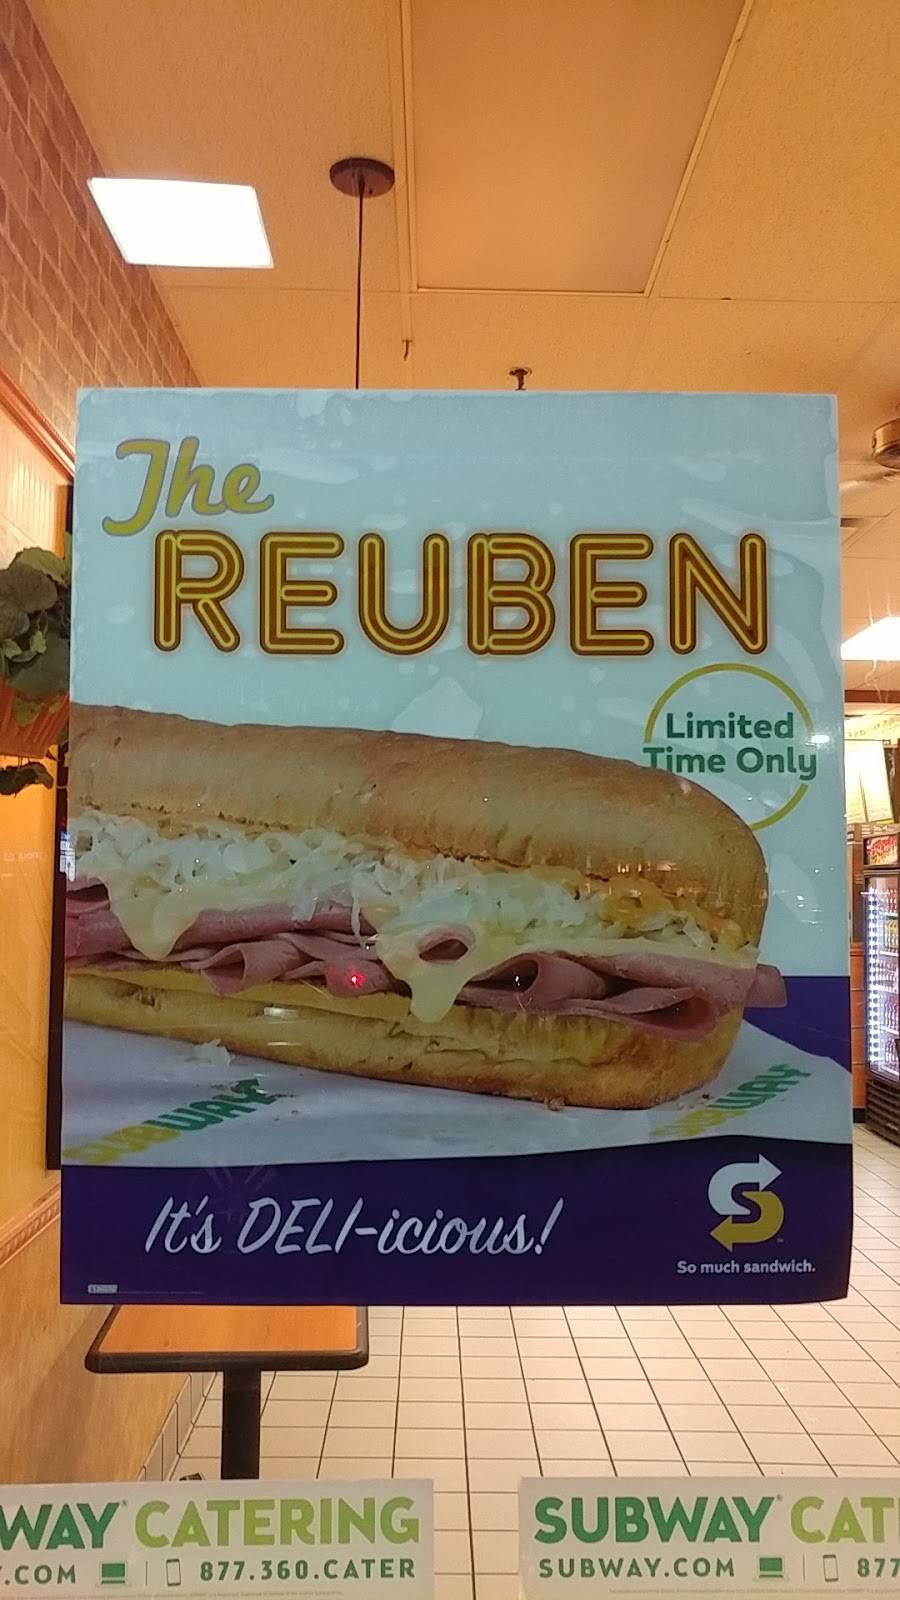 The
REUBEN
Limited
Time Only
SUBWAY
SUBWAY
It's DELI-icious!
So much sandwich.
WAY CATERING
.COM | 877.360.CATER
SUBWAY CAT
SUBWAY.COM | 877